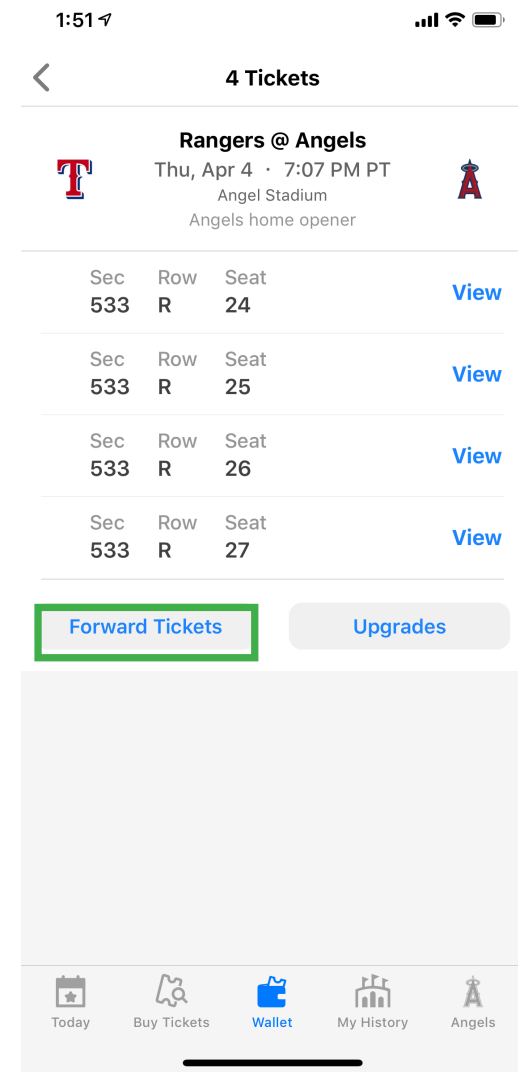 1:51
4 Tickets
Rangers @ Angels
Thu, Apr 4 · 7:07 PM PT
Angel Stadium
Angels home opener
T
A
Sec Row Seat
533 R 24
View
Sec Row Seat
533 R 25
View
Sec Row Seat
533 R 26
View
Sec Row Seat
533 R 27
View
Forward Tickets Upgrades
Today Buy Tickets Wallet My History Angels